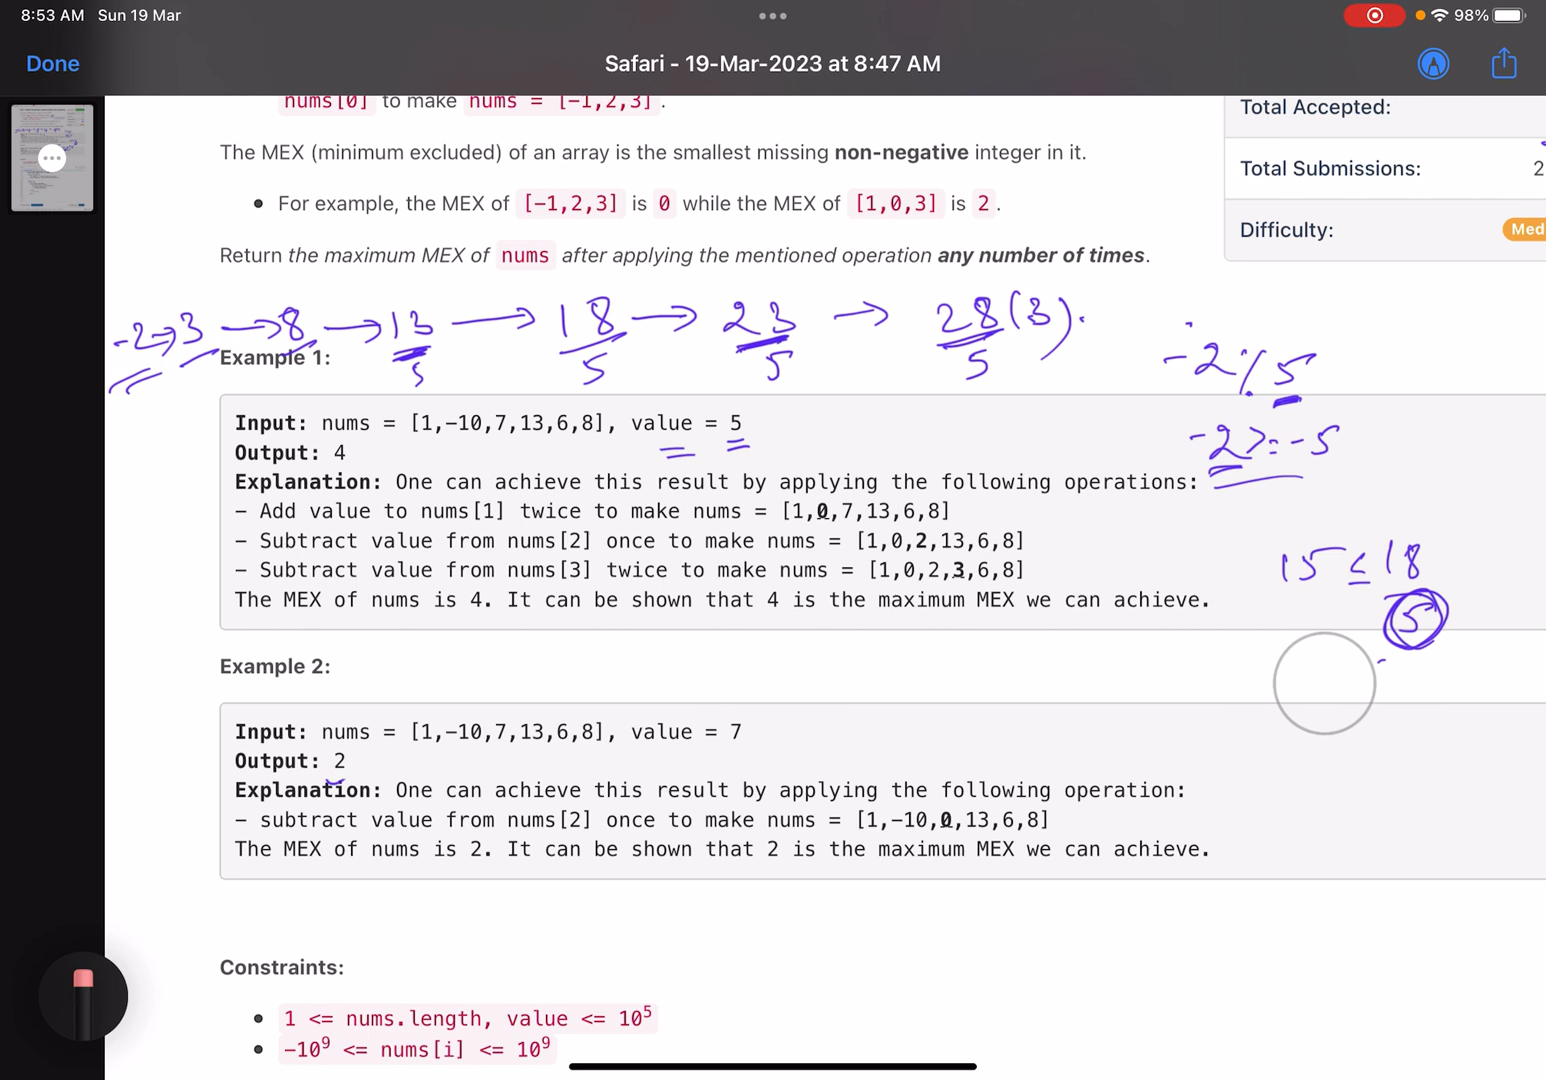 8:53 AM Sun 19 Mar
98%
Done
Safari - 19-Mar-2023 at 8:47 AM
nums[0] to make nums = [-1,2,3].
Total Accepted:
The MEX (minimum excluded) of an array is the smallest missing non-negative integer in it.
Total Submissions: 2
• For example, the MEX of [-1,2,3] is 0 while the MEX of [1,0,3] is 2.
Difficulty: Med
Return the maximum MEX of nums after applying the mentioned operation any number of times.
-2→3 →8 →13 → 18 → 23 → 28(3).
5 5 5 5
-2 % 5
Example 1:
Input: nums = [1,-10,7,13,6,8], value = 5
-2 >= -5
Output: 4
Explanation: One can achieve this result by applying the following operations:
- Add value to nums[1] twice to make nums = [1,0,7,13,6,8]
- Subtract value from nums[2] once to make nums = [1,0,2,13,6,8]
- Subtract value from nums[3] twice to make nums = [1,0,2,3,6,8]
15 ≤ 18
5
The MEX of nums is 4. It can be shown that 4 is the maximum MEX we can achieve.
Example 2:
Input: nums = [1,-10,7,13,6,8], value = 7
Output: 2
Explanation: One can achieve this result by applying the following operation:
- subtract value from nums[2] once to make nums = [1,-10,0,13,6,8]
The MEX of nums is 2. It can be shown that 2 is the maximum MEX we can achieve.
Constraints:
• 1 <= nums.length, value <= 10⁵
• -10⁹ <= nums[i] <= 10⁹